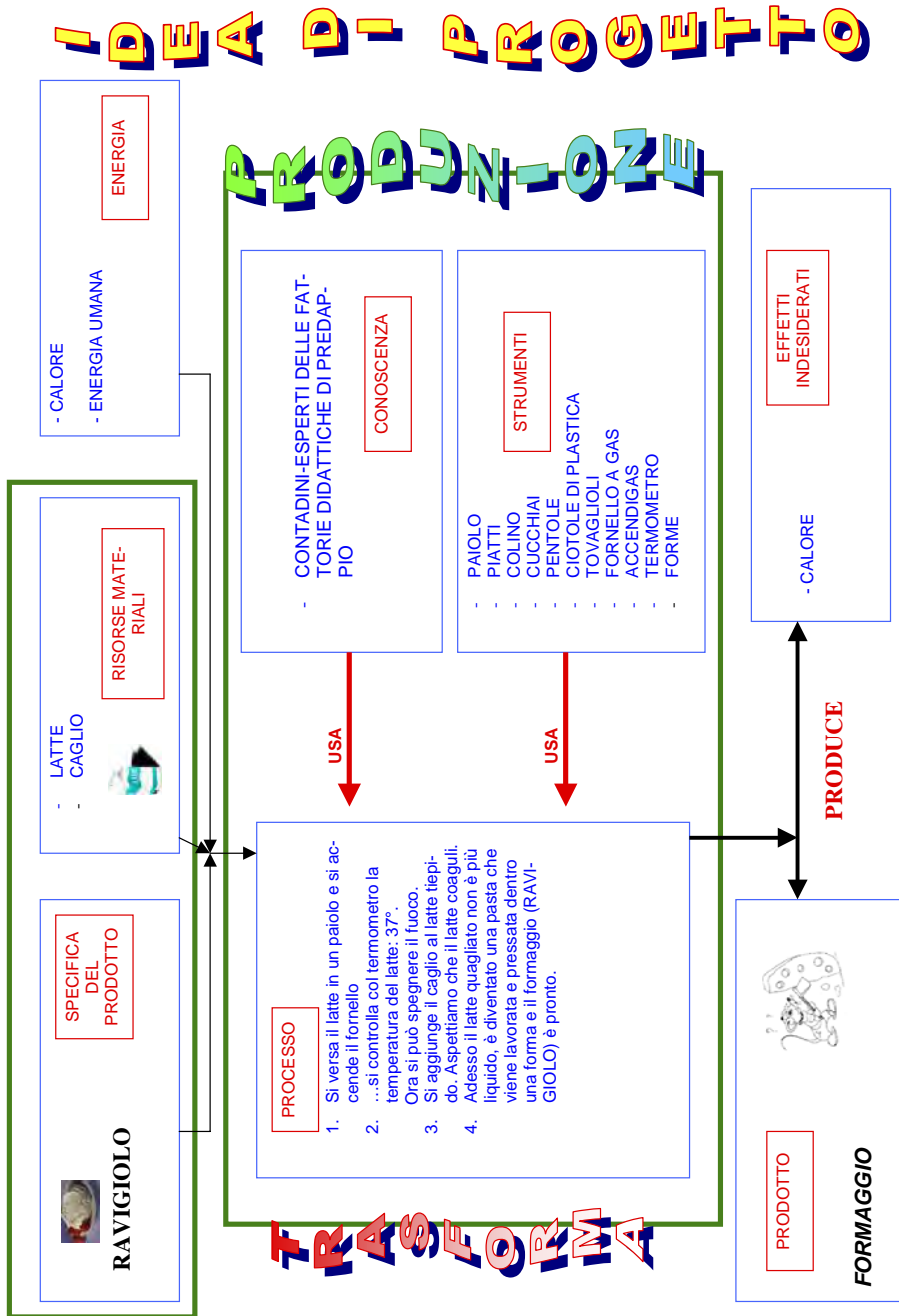 IDEA DI PROGETTO
RAVIGIOLO
SPECIFICA
DEL
PRODOTTO
- LATTE
- CAGLIO
RISORSE MATE-
RIALI
- CALORE
- ENERGIA UMANA
ENERGIA
TRASFORMA
PROCESSO
1. Si versa il latte in un paiolo e si ac-
cende il fornello
2. …si controlla col termometro la
temperatura del latte: 37°.
Ora si può spegnere il fuoco.
3. Si aggiunge il caglio al latte tiepi-
do. Aspettiamo che il latte coaguli.
4. Adesso il latte quagliato non è più
liquido, è diventato una pasta che
viene lavorata e pressata dentro
una forma e il formaggio (RAVI-
GIOLO) è pronto.
USA
USA
- CONTADINI-ESPERTI DELLE FAT-
TORIE DIDATTICHE DI PREDAP-
PIO
CONOSCENZA
- PAIOLO
- PIATTI
- COLINO
- CUCCHIAI
- PENTOLE
- CIOTOLE DI PLASTICA
- TOVAGLIOLI
- FORNELLO A GAS
- ACCENDIGAS
- TERMOMETRO
- FORME
STRUMENTI
PRODUZIONE
PRODOTTO
FORMAGGIO
PRODUCE
- CALORE
EFFETTI
INDESIDERATI